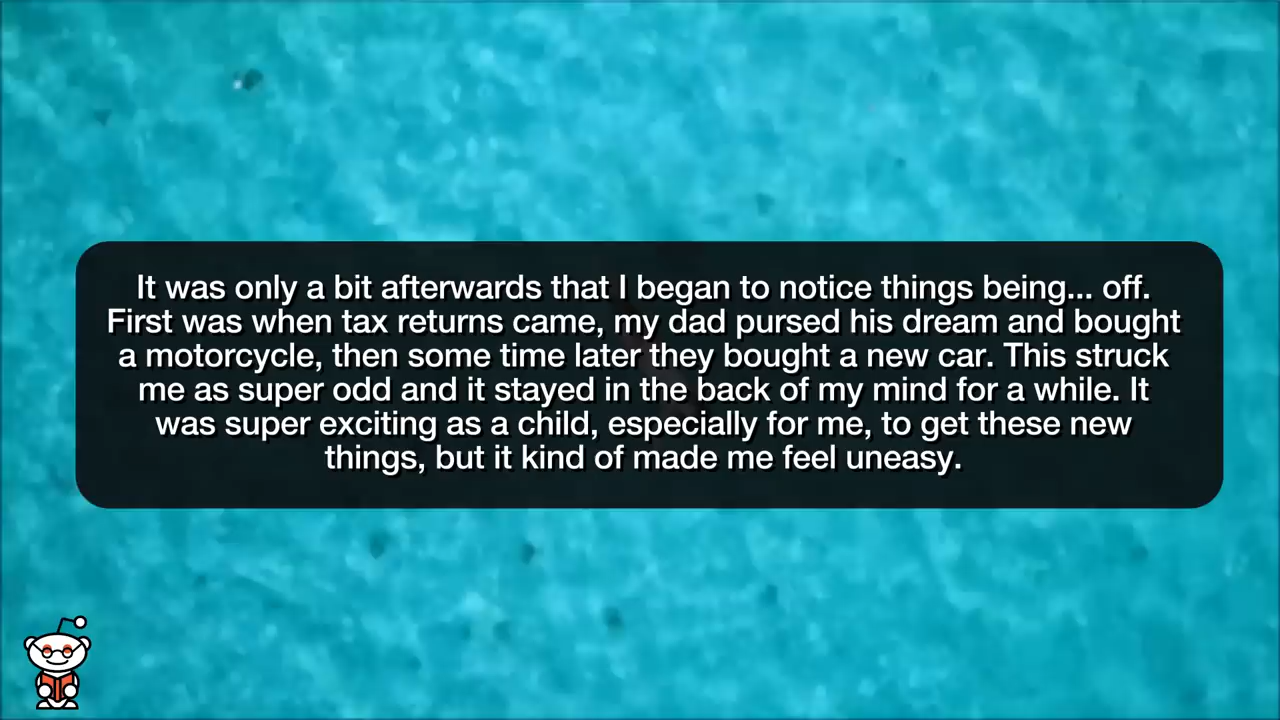 It was only a bit afterwards that I began to notice things being... off.
First was when tax returns came, my dad pursed his dream and bought
a motorcycle, then some time later they bought a new car. This struck
me as super odd and it stayed in the back of my mind for a while. It
was super exciting as a child, especially for me, to get these new
things, but it kind of made me feel uneasy.